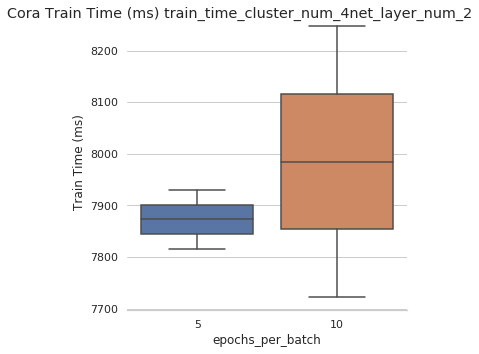 Cora Train Time (ms) train_time_cluster_num_4net_layer_num_2
8200
8100
8000
7900
7800
7700
Train Time (ms)
5 10
epochs_per_batch